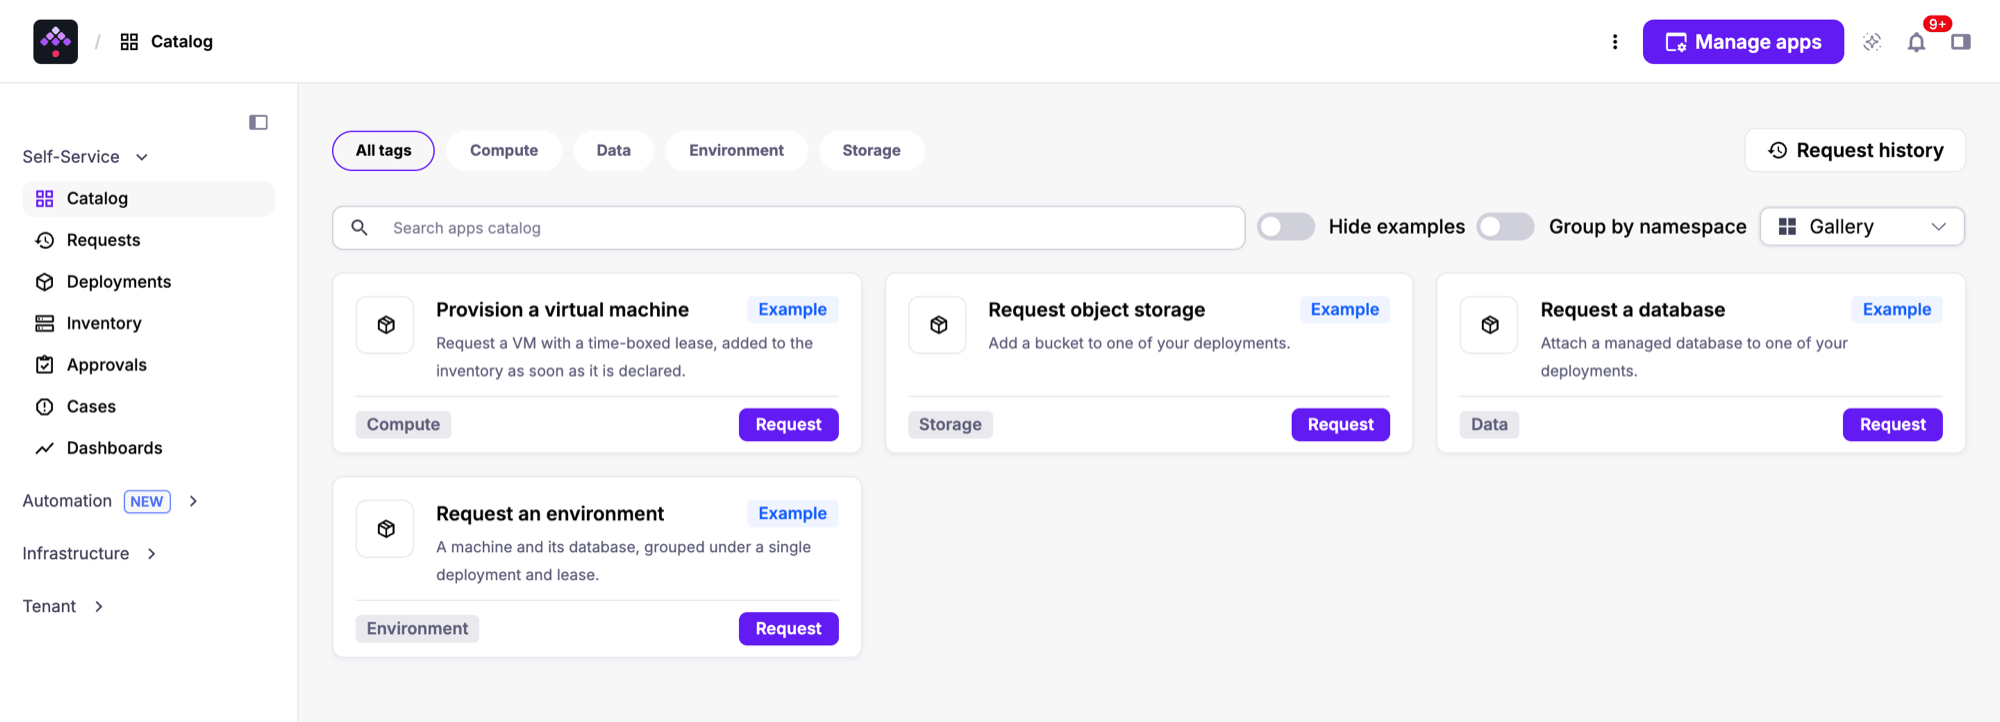 / Catalog
Manage apps
9+
Self-Service
Catalog
Requests
Deployments
Inventory
Approvals
Cases
Dashboards
Automation NEW
Infrastructure
Tenant
All tags Compute Data Environment Storage
Request history
Search apps catalog
Hide examples
Group by namespace
Gallery
Provision a virtual machine Example
Request a VM with a time-boxed lease, added to the
inventory as soon as it is declared.
Compute Request
Request object storage Example
Add a bucket to one of your deployments.
Storage Request
Request a database Example
Attach a managed database to one of your
deployments.
Data Request
Request an environment Example
A machine and its database, grouped under a single
deployment and lease.
Environment Request